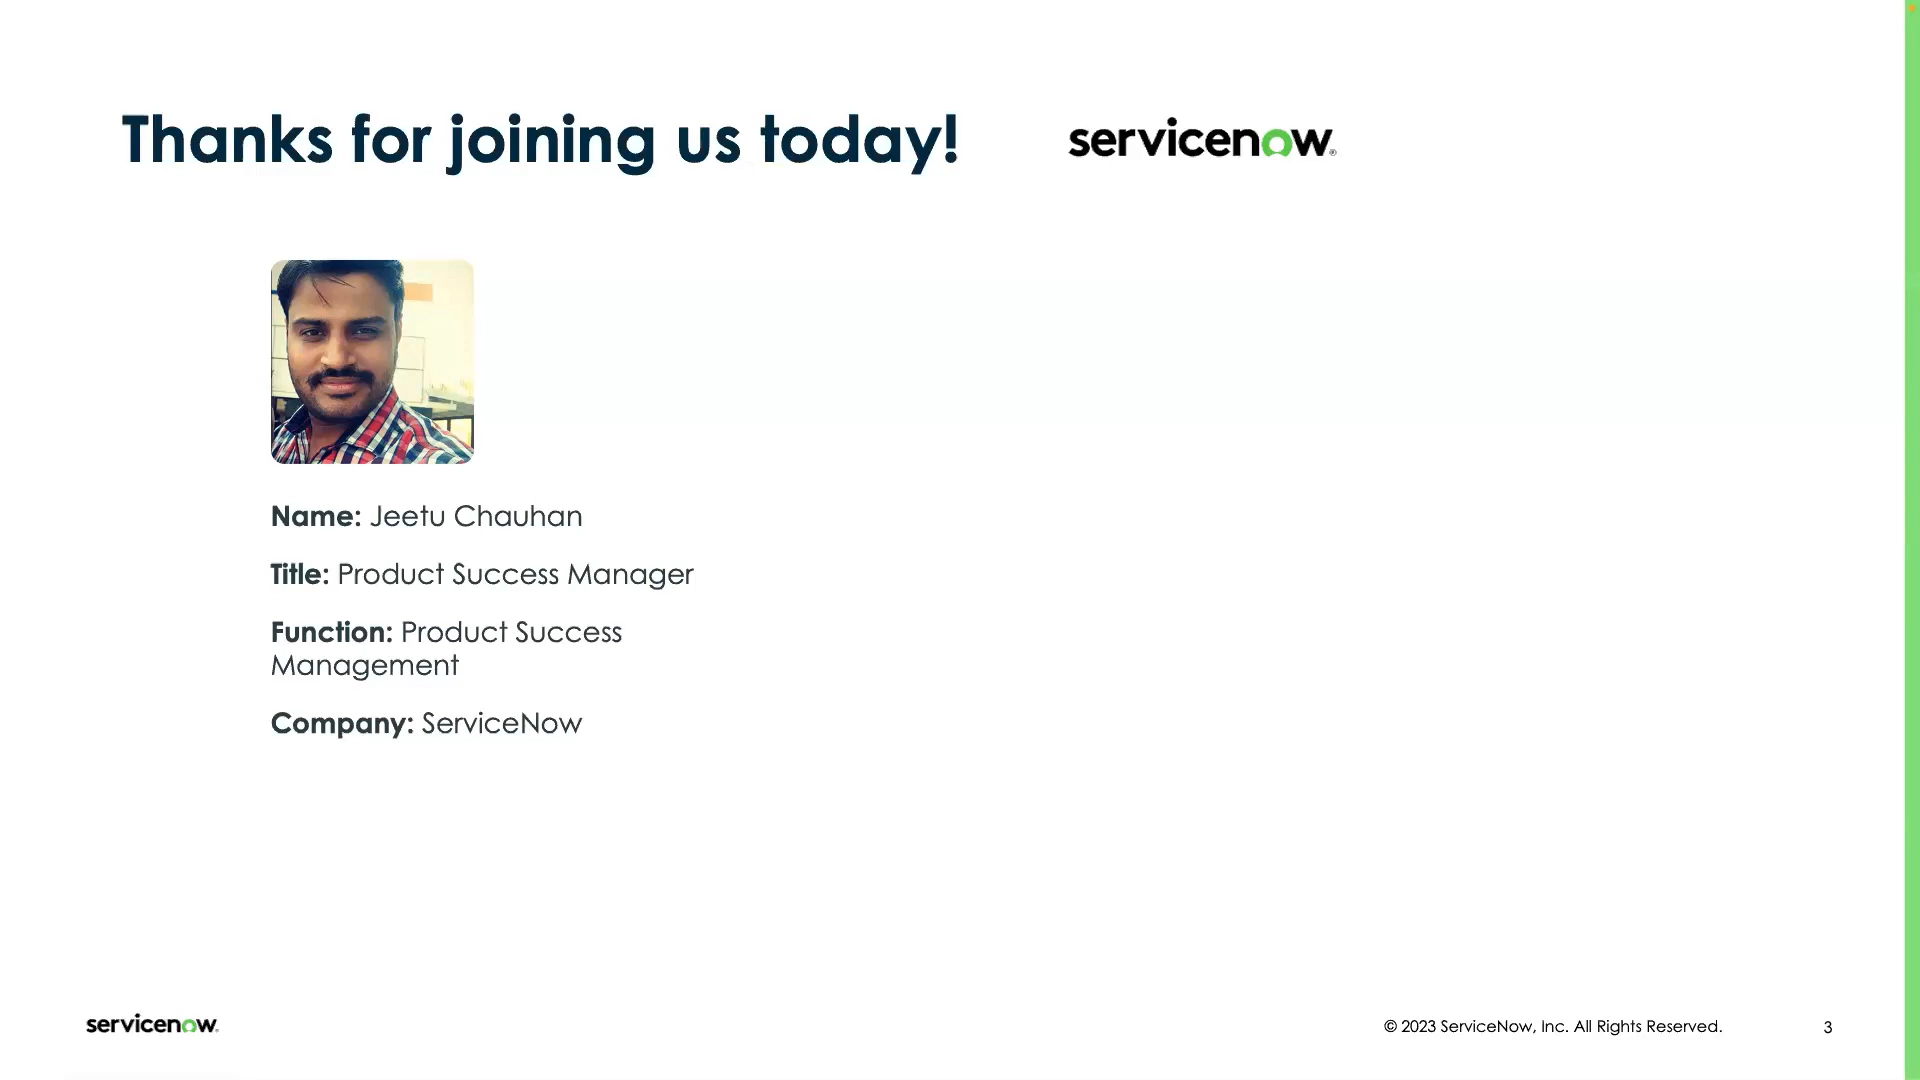 Thanks for joining us today!
servicenow®
Name: Jeetu Chauhan
Title: Product Success Manager
Function: Product Success
Management
Company: ServiceNow
servicenow.
© 2023 ServiceNow, Inc. All Rights Reserved.
3